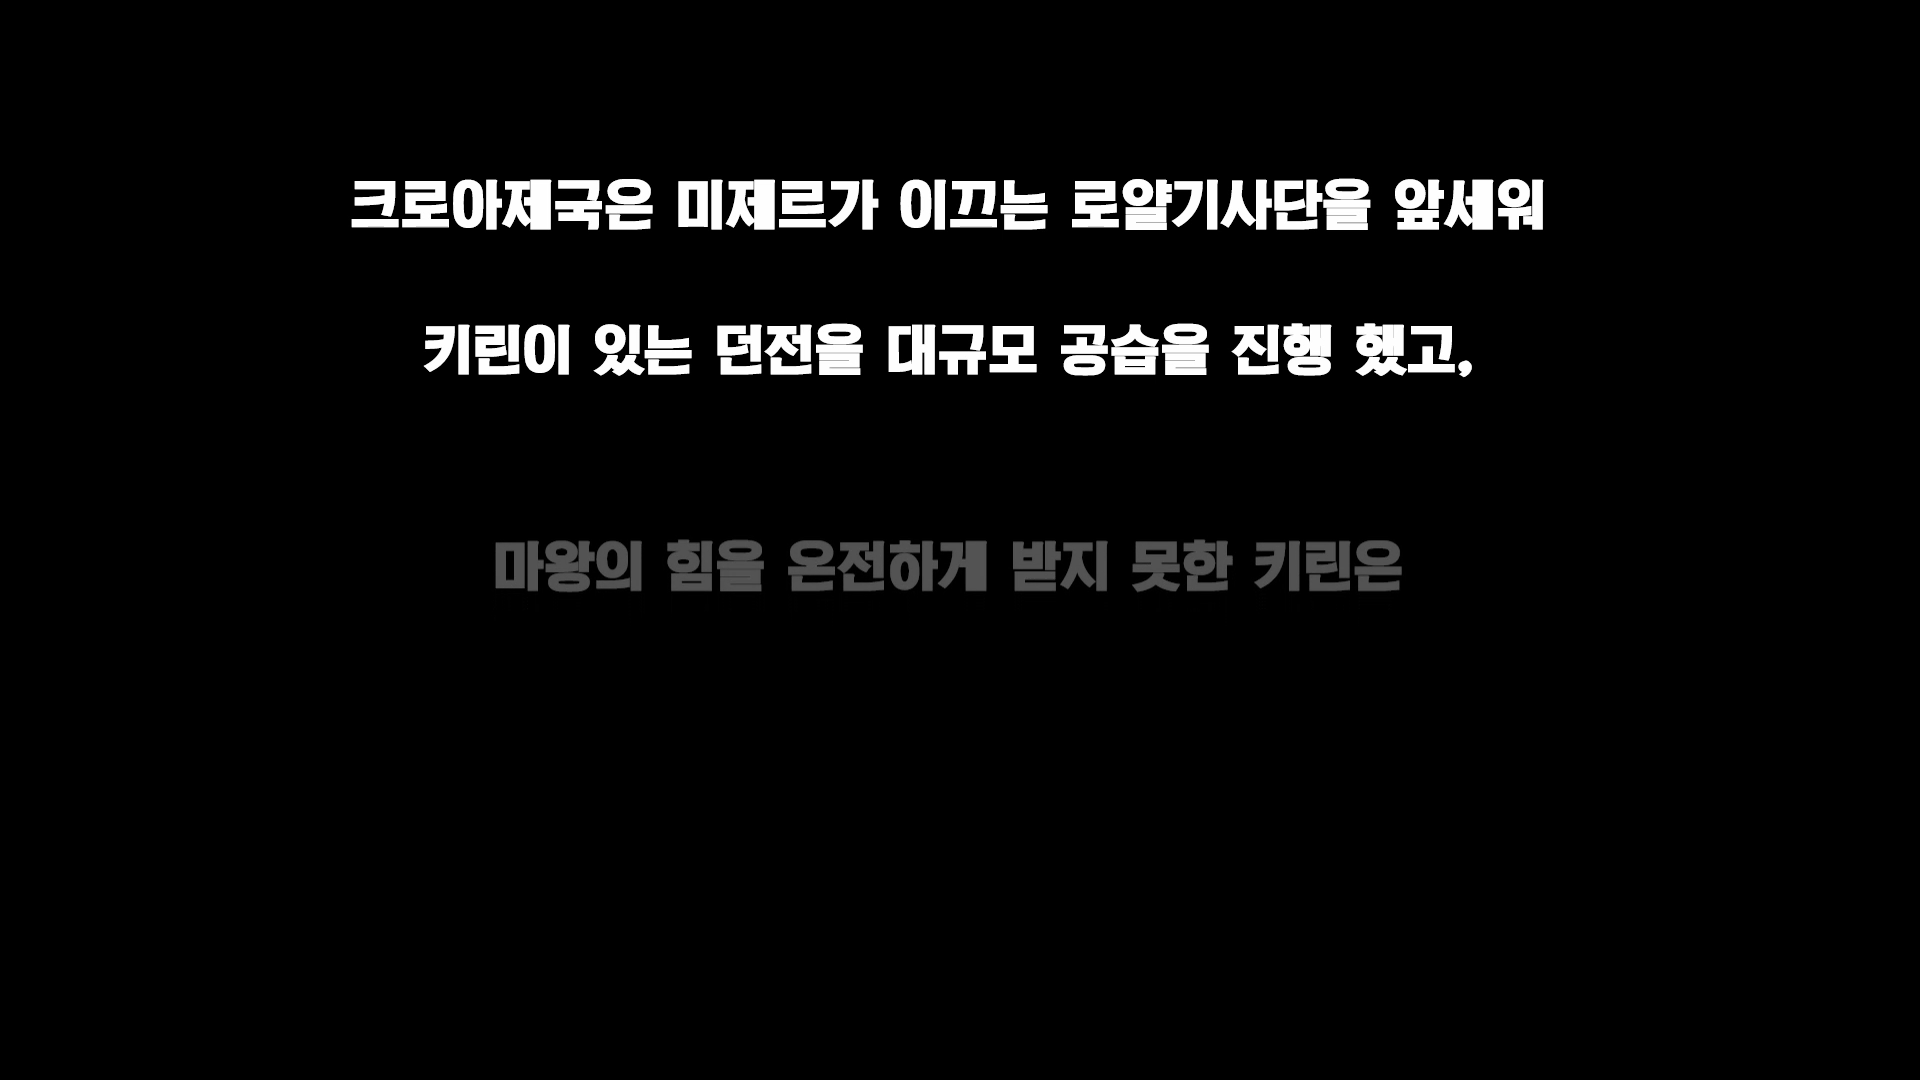 크로아제국은 미제르가 이끄는 로얄기사단을 앞세워
키린이 있는 던전을 대규모 공습을 진행 했고,
마왕의 힘을 온전하게 받지 못한 키린은